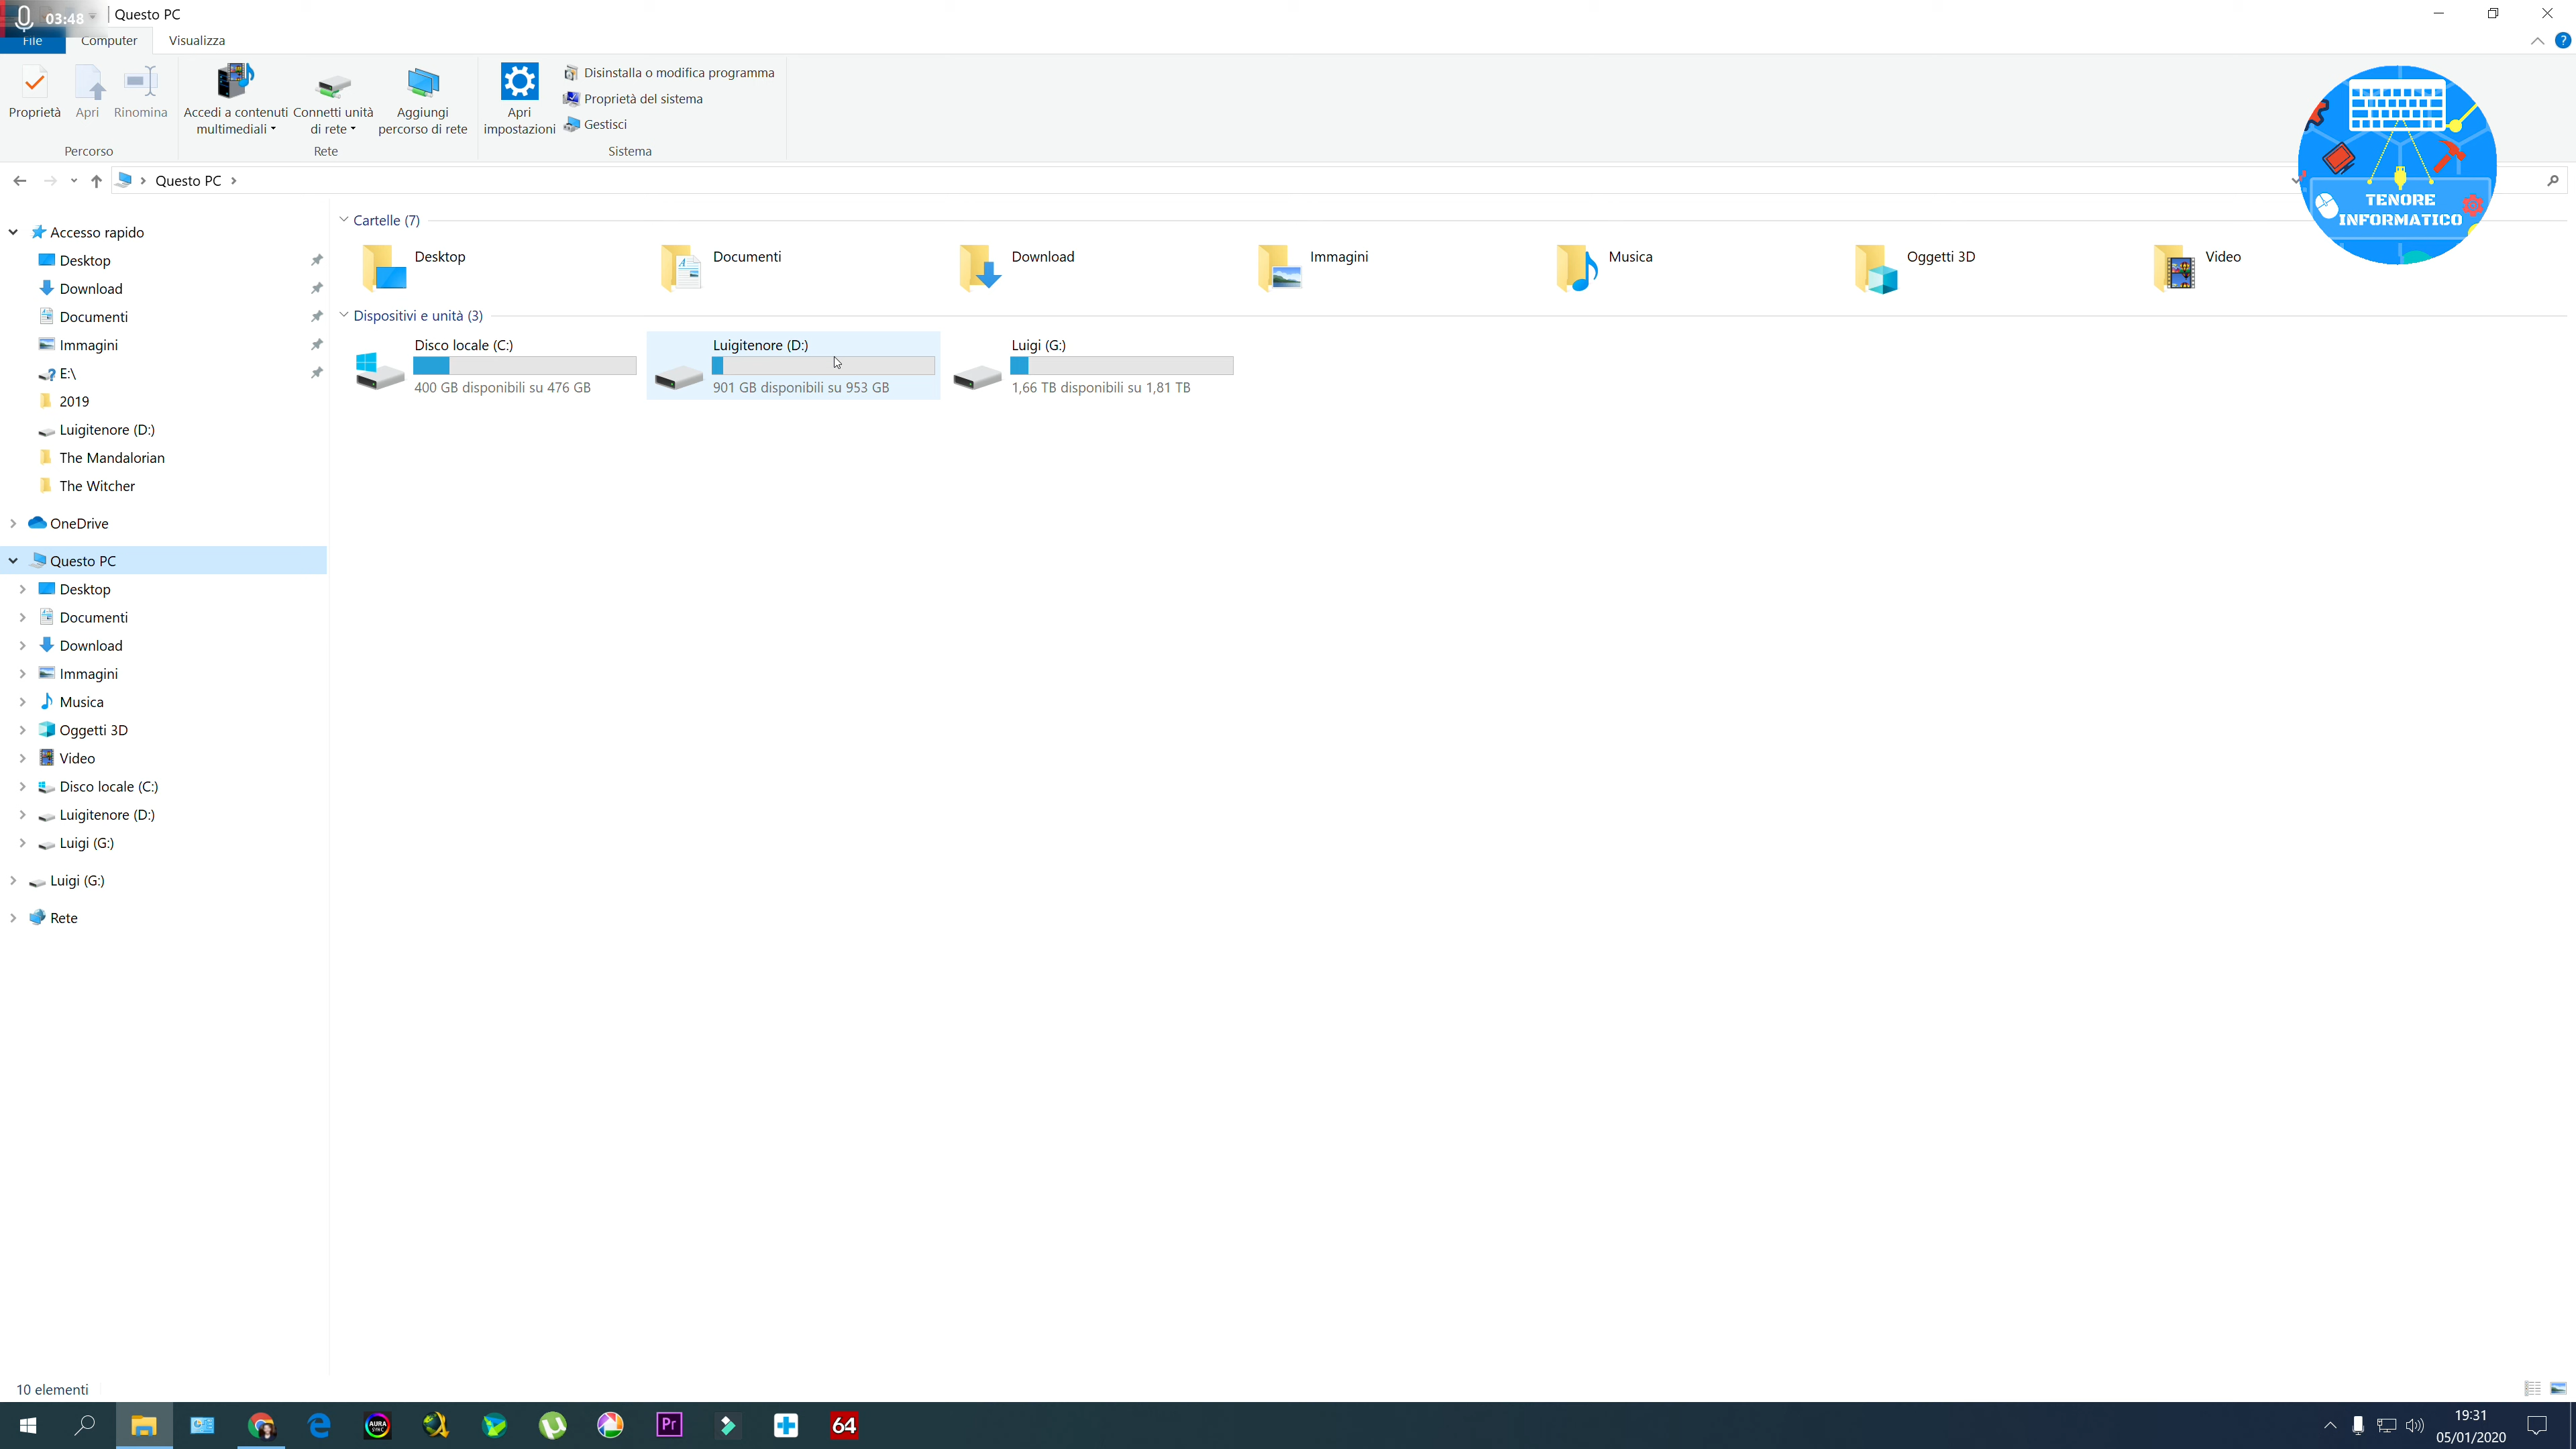 03:48
Questo PC
File
Computer
Visualizza
Proprietà
Apri
Rinomina
Accedi a contenuti
multimediali
Connetti unità
di rete
Aggiungi
percorso di rete
Apri
impostazioni
Disinstalla o modifica programma
Proprietà del sistema
Gestisci
Percorso
Rete
Sistema
Questo PC
TENORE
INFORMATICO
Accesso rapido
Desktop
Download
Documenti
Immagini
E:\
2019
Luigitenore (D:)
The Mandalorian
The Witcher
OneDrive
Questo PC
Desktop
Documenti
Download
Immagini
Musica
Oggetti 3D
Video
Disco locale (C:)
Luigitenore (D:)
Luigi (G:)
Luigi (G:)
Rete
Cartelle (7)
Desktop
Documenti
Download
Immagini
Musica
Oggetti 3D
Video
Dispositivi e unità (3)
Disco locale (C:)
400 GB disponibili su 476 GB
Luigitenore (D:)
901 GB disponibili su 953 GB
Luigi (G:)
1,66 TB disponibili su 1,81 TB
10 elementi
AURA
SYNC
Pr
64
19:31
05/01/2020